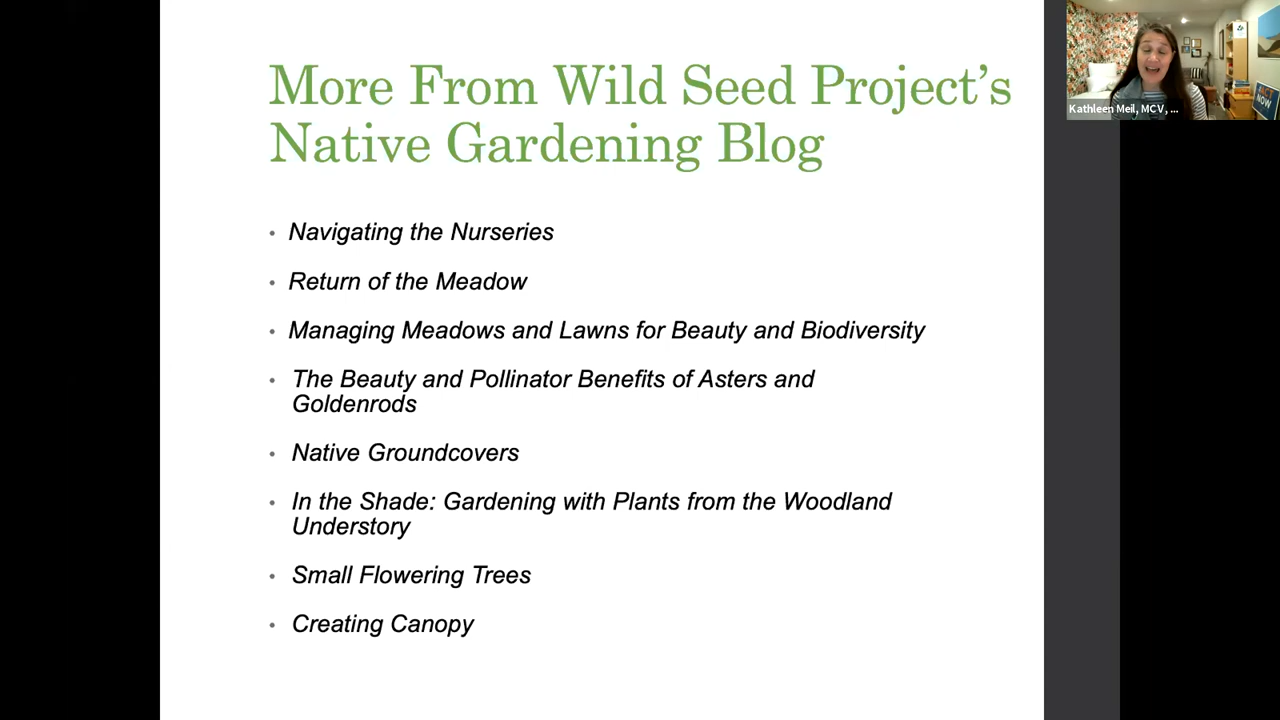 More From Wild Seed Project’s
Native Gardening Blog
• Navigating the Nurseries
• Return of the Meadow
• Managing Meadows and Lawns for Beauty and Biodiversity
• The Beauty and Pollinator Benefits of Asters and
Goldenrods
• Native Groundcovers
• In the Shade: Gardening with Plants from the Woodland
Understory
• Small Flowering Trees
• Creating Canopy
Kathleen Meil, MCV, ...
NOW